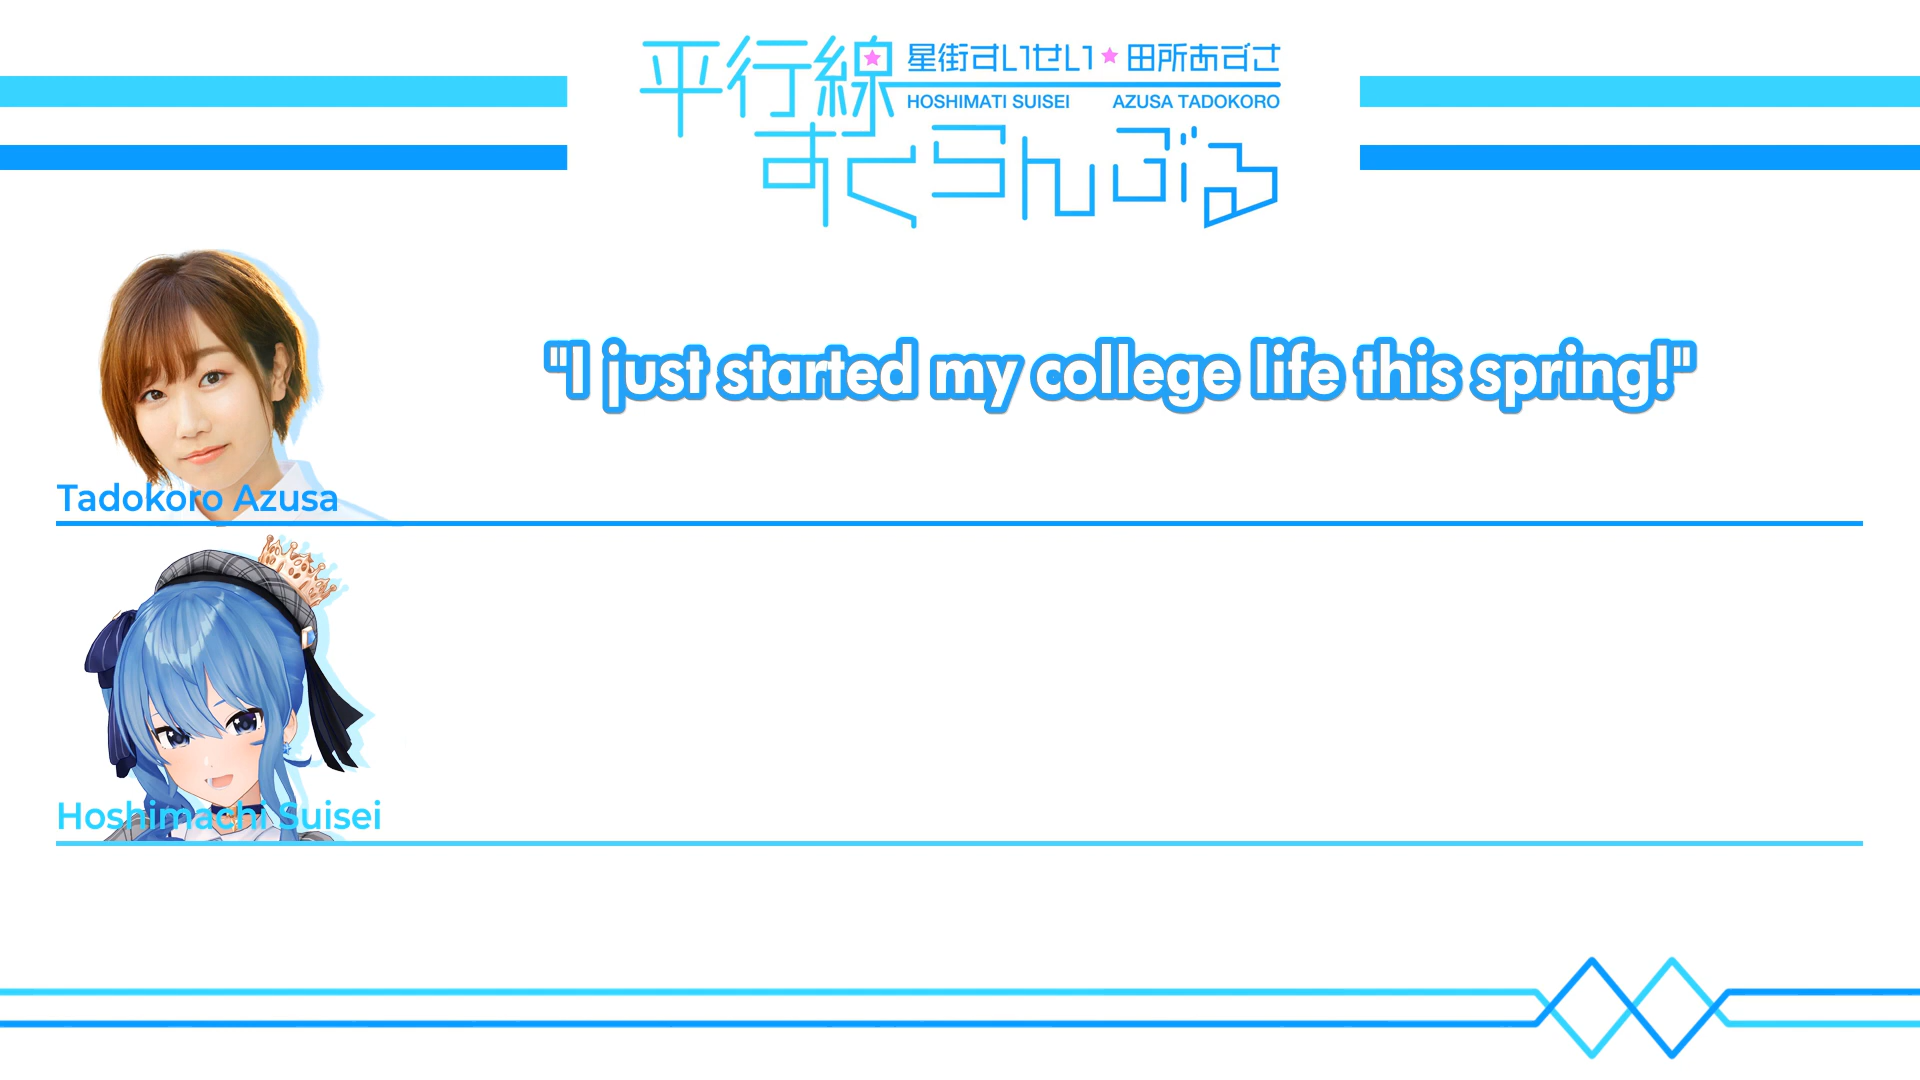 平行線
星街すいせい★田所あずさ
HOSHIMATI SUISEI AZUSA TADOKORO
すくらんぶる
"I just started my college life this spring!"
Tadokoro Azusa
Hoshimachi Suisei